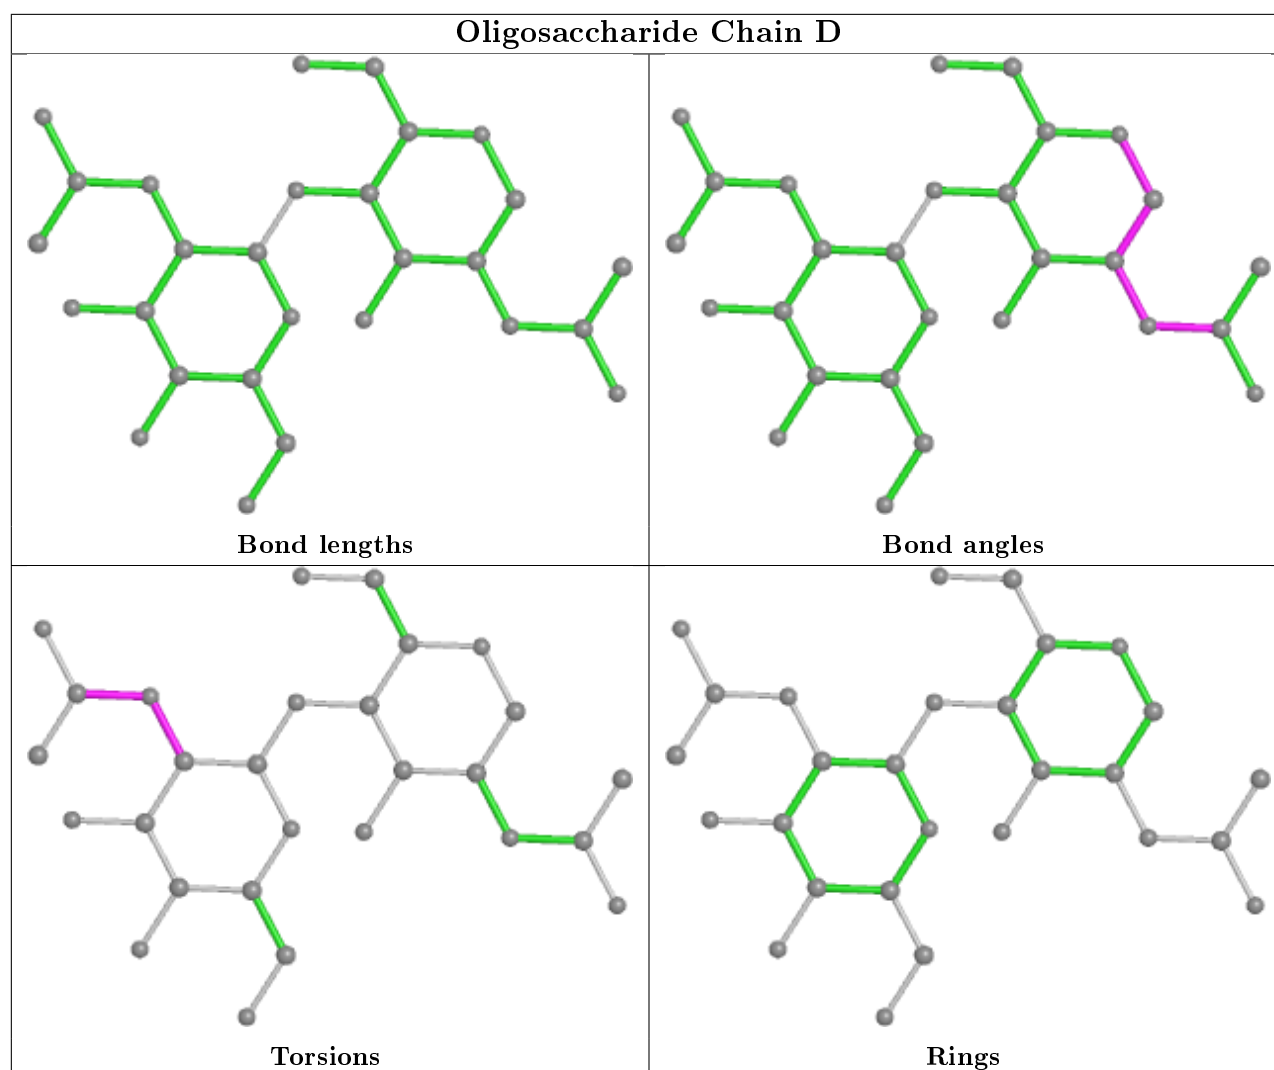 Oligosaccharide Chain D
Bond lengths
Bond angles
Torsions
Rings